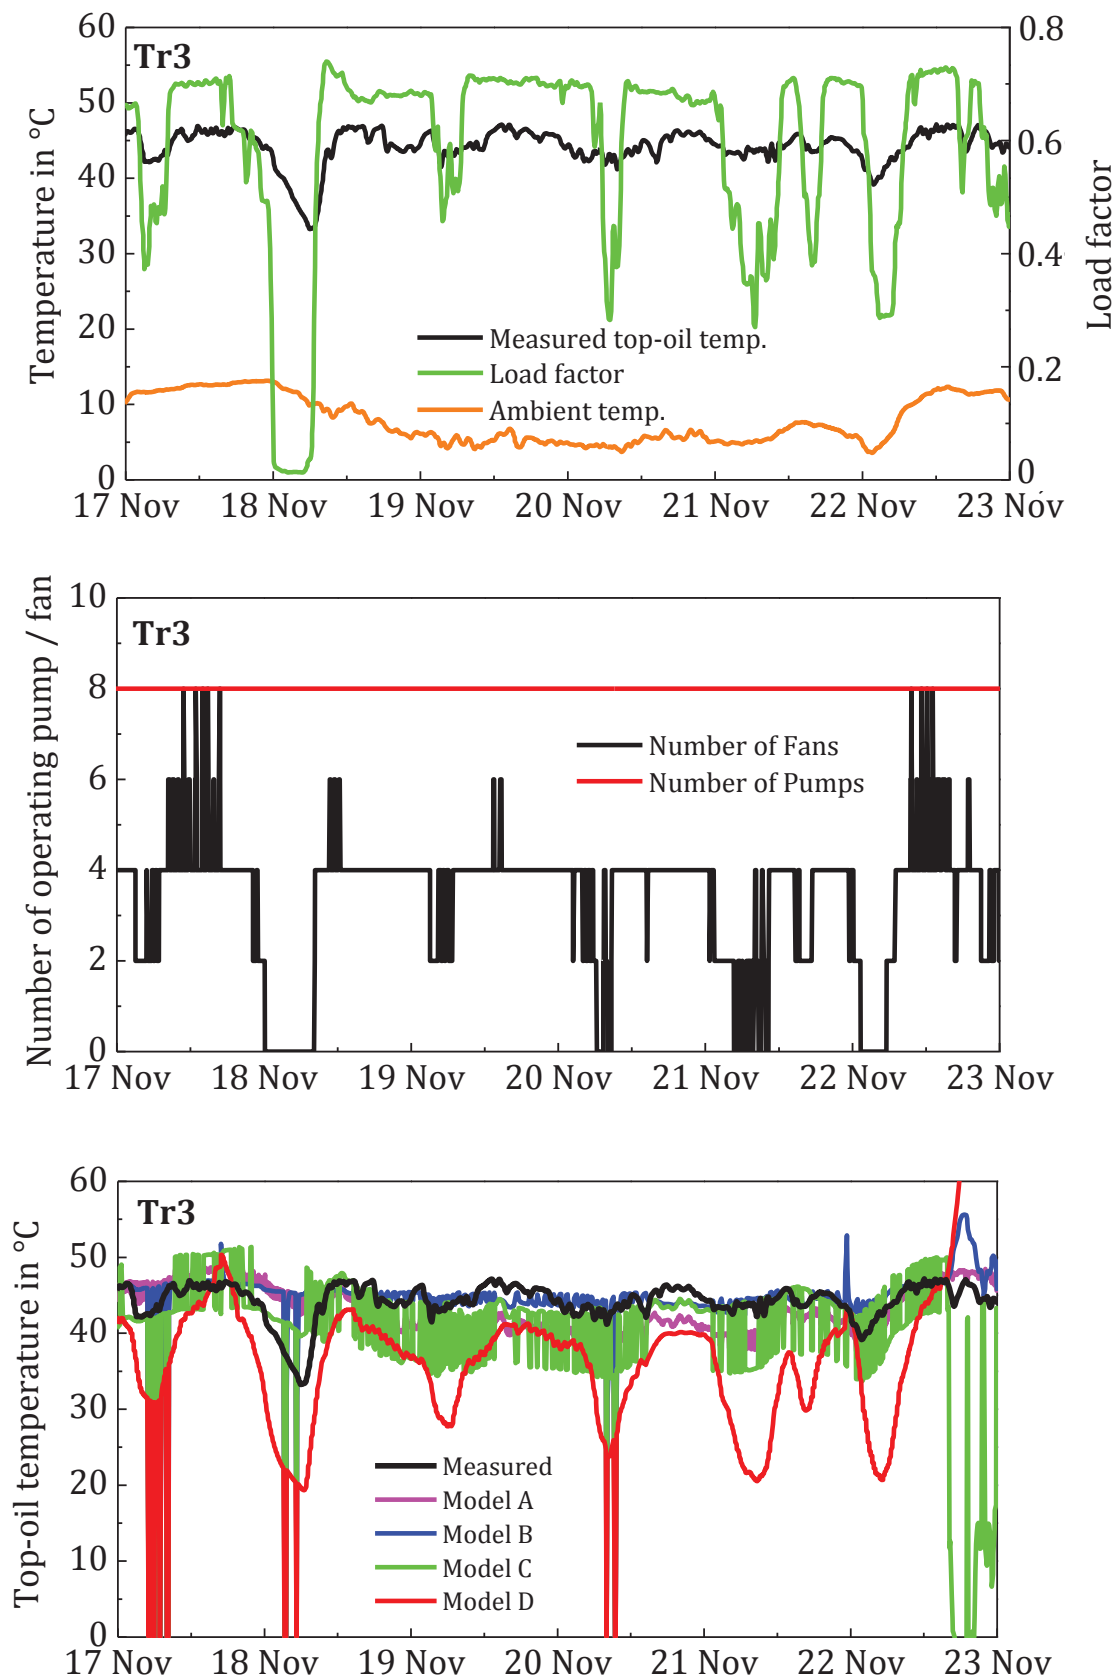 60
0.8
Tr3
50
0.6
40
30
0.4
20
Measured top-oil temp.
Load factor
0.2
10
Ambient temp.
0
0
17 Nov 18 Nov 19 Nov 20 Nov 21 Nov 22 Nov 23 Nov
Temperature in °C
Load factor
10
Tr3
8
Number of Fans
6
Number of Pumps
4
2
0
17 Nov 18 Nov 19 Nov 20 Nov 21 Nov 22 Nov 23 Nov
Number of operating pump / fan
60
Tr3
50
40
30
Measured
20
Model A
Model B
10
Model C
Model D
0
17 Nov 18 Nov 19 Nov 20 Nov 21 Nov 22 Nov 23 Nov
Top-oil temperature in °C